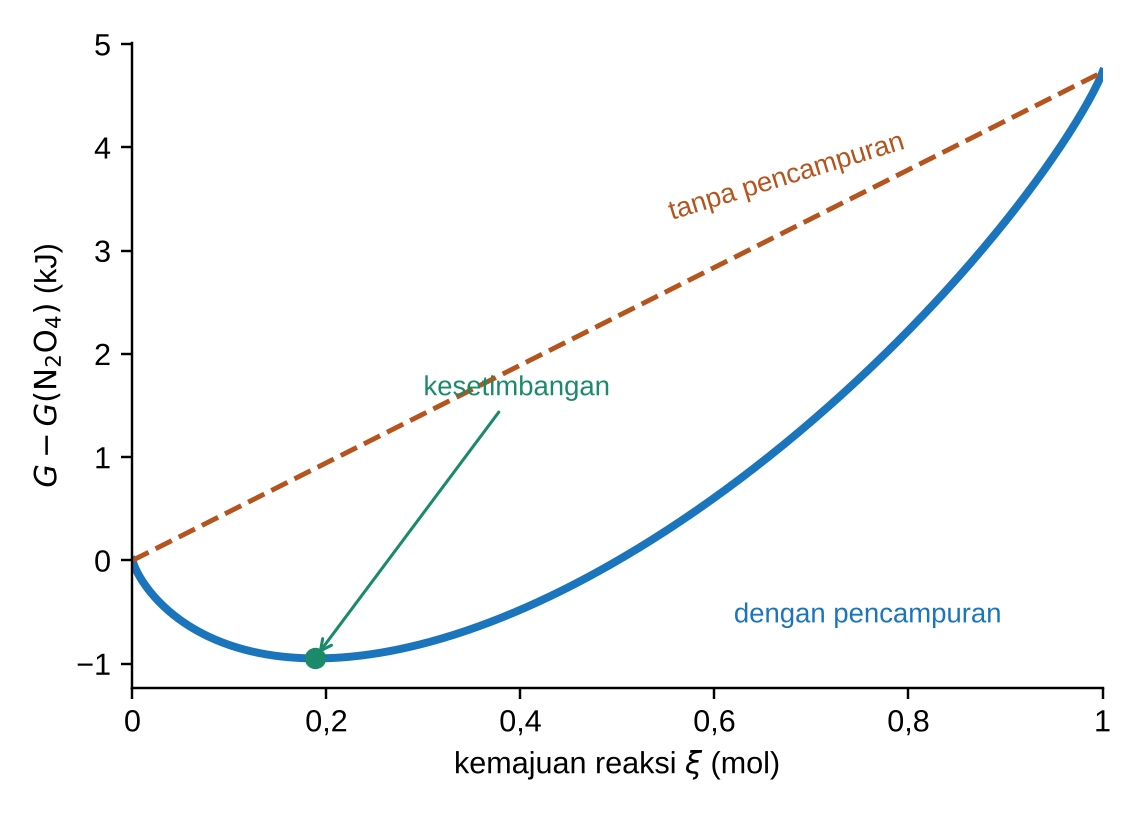 5
4
3
2
1
0
−1
G − G(N₂O₄) (kJ)
tanpa pencampuran
kesetimbangan
dengan pencampuran
0 0,2 0,4 0,6 0,8 1
kemajuan reaksi ξ (mol)